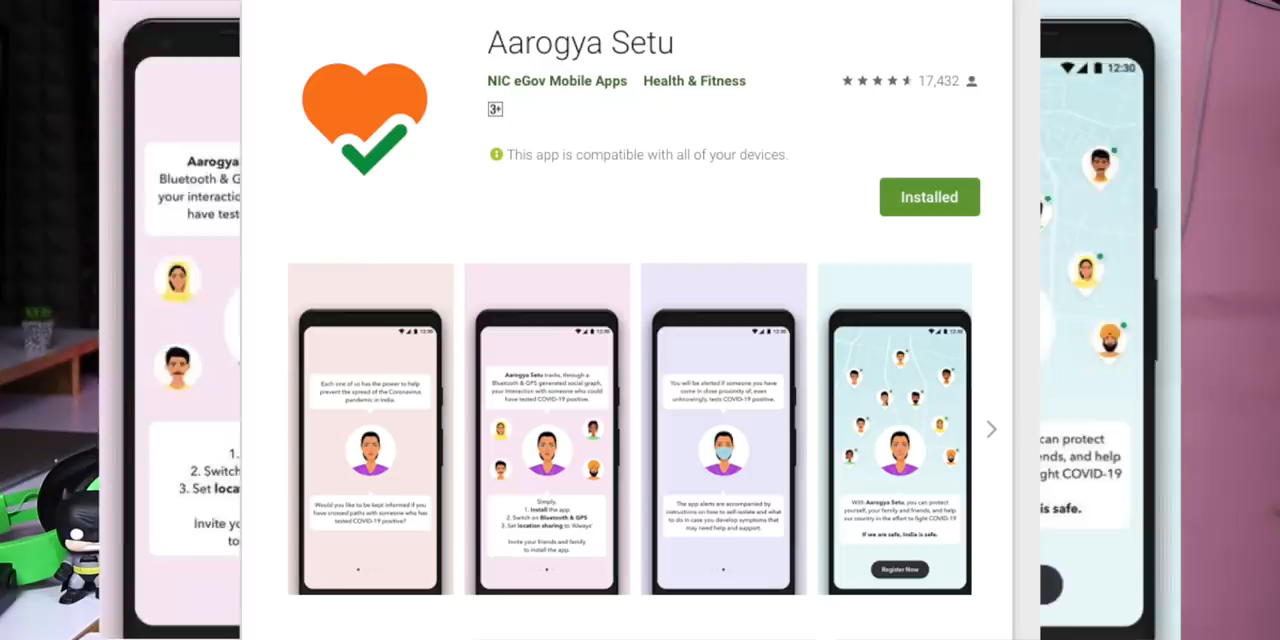 Aarogya Setu
NIC eGov Mobile Apps Health & Fitness
17,432
3+
This app is compatible with all of your devices.
Installed
12:30
Each one of us has the power to help
prevent the spread of the Coronavirus
pandemic in India.
Would you like to be kept informed if you
have crossed paths with someone who has
tested COVID-19 positive?
12:30
Aarogya Setu tracks, through a
Bluetooth & GPS generated social graph,
your interaction with someone who could
have tested COVID-19 positive.
Simply,
1. Install the app
2. Switch on Bluetooth & GPS
3. Set location sharing to 'Always'
Invite your friends and family
to install the app.
12:30
You will be alerted if someone you have
come in close proximity of, even
unknowingly, tests COVID-19 positive.
The app alerts are accompanied by
instructions on how to self-isolate and what
to do in case you develop symptoms that
may need help and support.
12:30
With Aarogya Setu, you can protect
yourself, your family and friends, and help
our country in the effort to fight COVID-19
If we are safe, India is safe.
Register Now
Aarogya
Bluetooth & G
your interactic
have test
1.
2. Switch
3. Set loca
Invite yo
to
12:30
can protect
nds, and help
ght COVID-19
is safe.